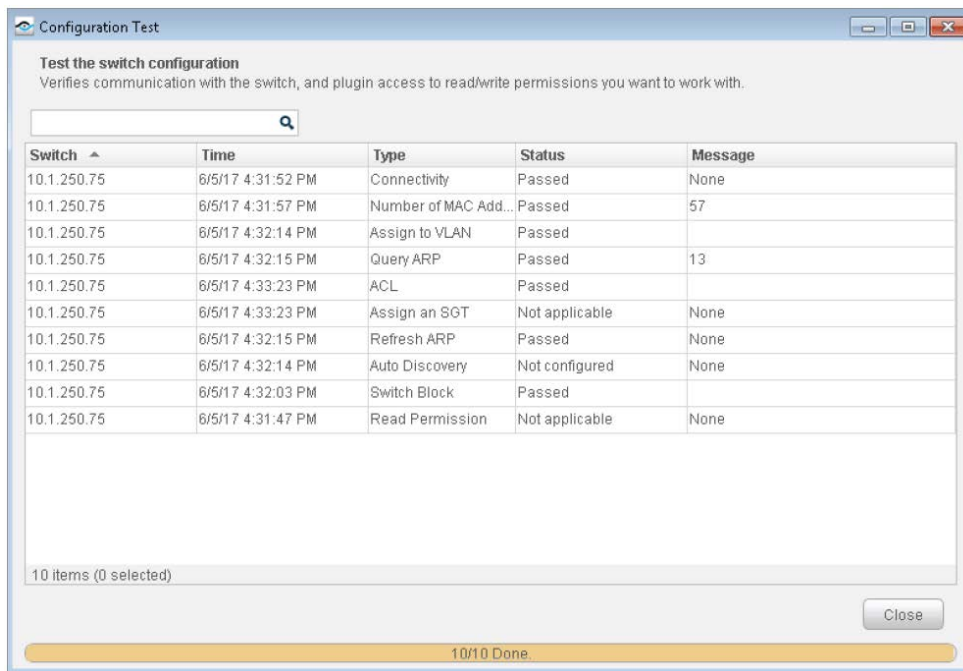 Configuration Test
Test the switch configuration
Verifies communication with the switch, and plugin access to read/write permissions you want to work with.
Switch Time Type Status Message
10.1.250.75 6/5/17 4:31:52 PM Connectivity Passed None
10.1.250.75 6/5/17 4:31:57 PM Number of MAC Add... Passed 57
10.1.250.75 6/5/17 4:32:14 PM Assign to VLAN Passed
10.1.250.75 6/5/17 4:32:15 PM Query ARP Passed 13
10.1.250.75 6/5/17 4:33:23 PM ACL Passed
10.1.250.75 6/5/17 4:33:23 PM Assign an SGT Not applicable None
10.1.250.75 6/5/17 4:32:15 PM Refresh ARP Passed None
10.1.250.75 6/5/17 4:32:14 PM Auto Discovery Not configured None
10.1.250.75 6/5/17 4:32:03 PM Switch Block Passed
10.1.250.75 6/5/17 4:31:47 PM Read Permission Not applicable None
10 items (0 selected)
Close
10/10 Done.